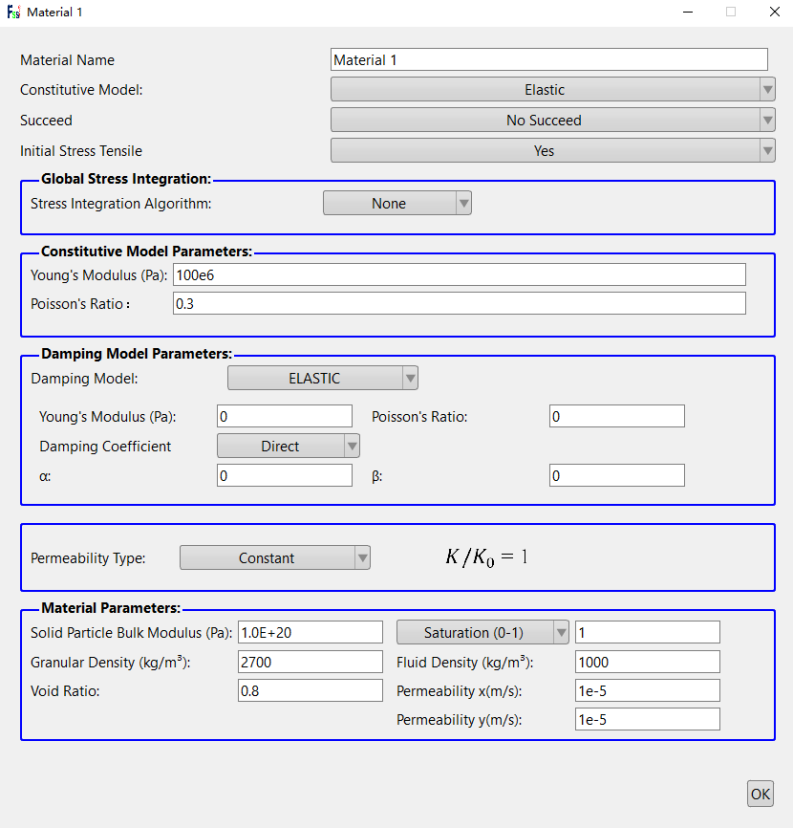 Material 1
Material Name Material 1
Constitutive Model: Elastic
Succeed No Succeed
Initial Stress Tensile Yes
Global Stress Integration:
Stress Integration Algorithm: None
Constitutive Model Parameters:
Young's Modulus (Pa): 100e6
Poisson's Ratio： 0.3
Damping Model Parameters:
Damping Model: ELASTIC
Young's Modulus (Pa): 0 Poisson's Ratio: 0
Damping Coefficient Direct
α: 0 β: 0
Permeability Type: Constant K/K₀ = 1
Material Parameters:
Solid Particle Bulk Modulus (Pa): 1.0E+20 Saturation (0-1) 1
Granular Density (kg/m³): 2700 Fluid Density (kg/m³): 1000
Void Ratio: 0.8 Permeability x(m/s): 1e-5
Permeability y(m/s): 1e-5
OK